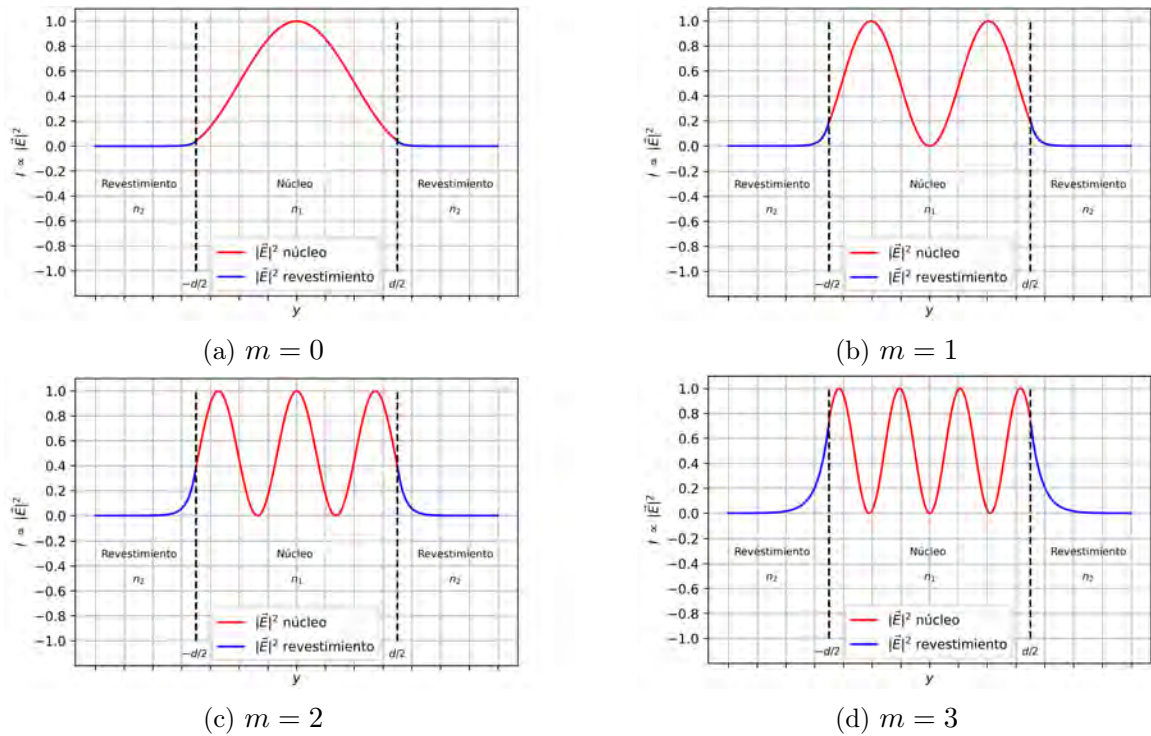 1.0
0.8
0.6
0.4
0.2
0.0
−0.2
−0.4
−0.6
−0.8
−1.0
I ∝ |E⃗|²
Revestimiento Núcleo Revestimiento
n₂ n₁ n₂
|E⃗|² núcleo
|E⃗|² revestimiento
−d/2 d/2
y
(a) m = 0
1.0
0.8
0.6
0.4
0.2
0.0
−0.2
−0.4
−0.6
−0.8
−1.0
I ∝ |E⃗|²
Revestimiento Núcleo Revestimiento
n₂ n₁ n₂
|E⃗|² núcleo
|E⃗|² revestimiento
−d/2 d/2
y
(b) m = 1
1.0
0.8
0.6
0.4
0.2
0.0
−0.2
−0.4
−0.6
−0.8
−1.0
I ∝ |E⃗|²
Revestimiento Núcleo Revestimiento
n₂ n₁ n₂
|E⃗|² núcleo
|E⃗|² revestimiento
−d/2 d/2
y
(c) m = 2
1.0
0.8
0.6
0.4
0.2
0.0
−0.2
−0.4
−0.6
−0.8
−1.0
I ∝ |E⃗|²
Revestimiento Núcleo Revestimiento
n₂ n₁ n₂
|E⃗|² núcleo
|E⃗|² revestimiento
−d/2 d/2
y
(d) m = 3